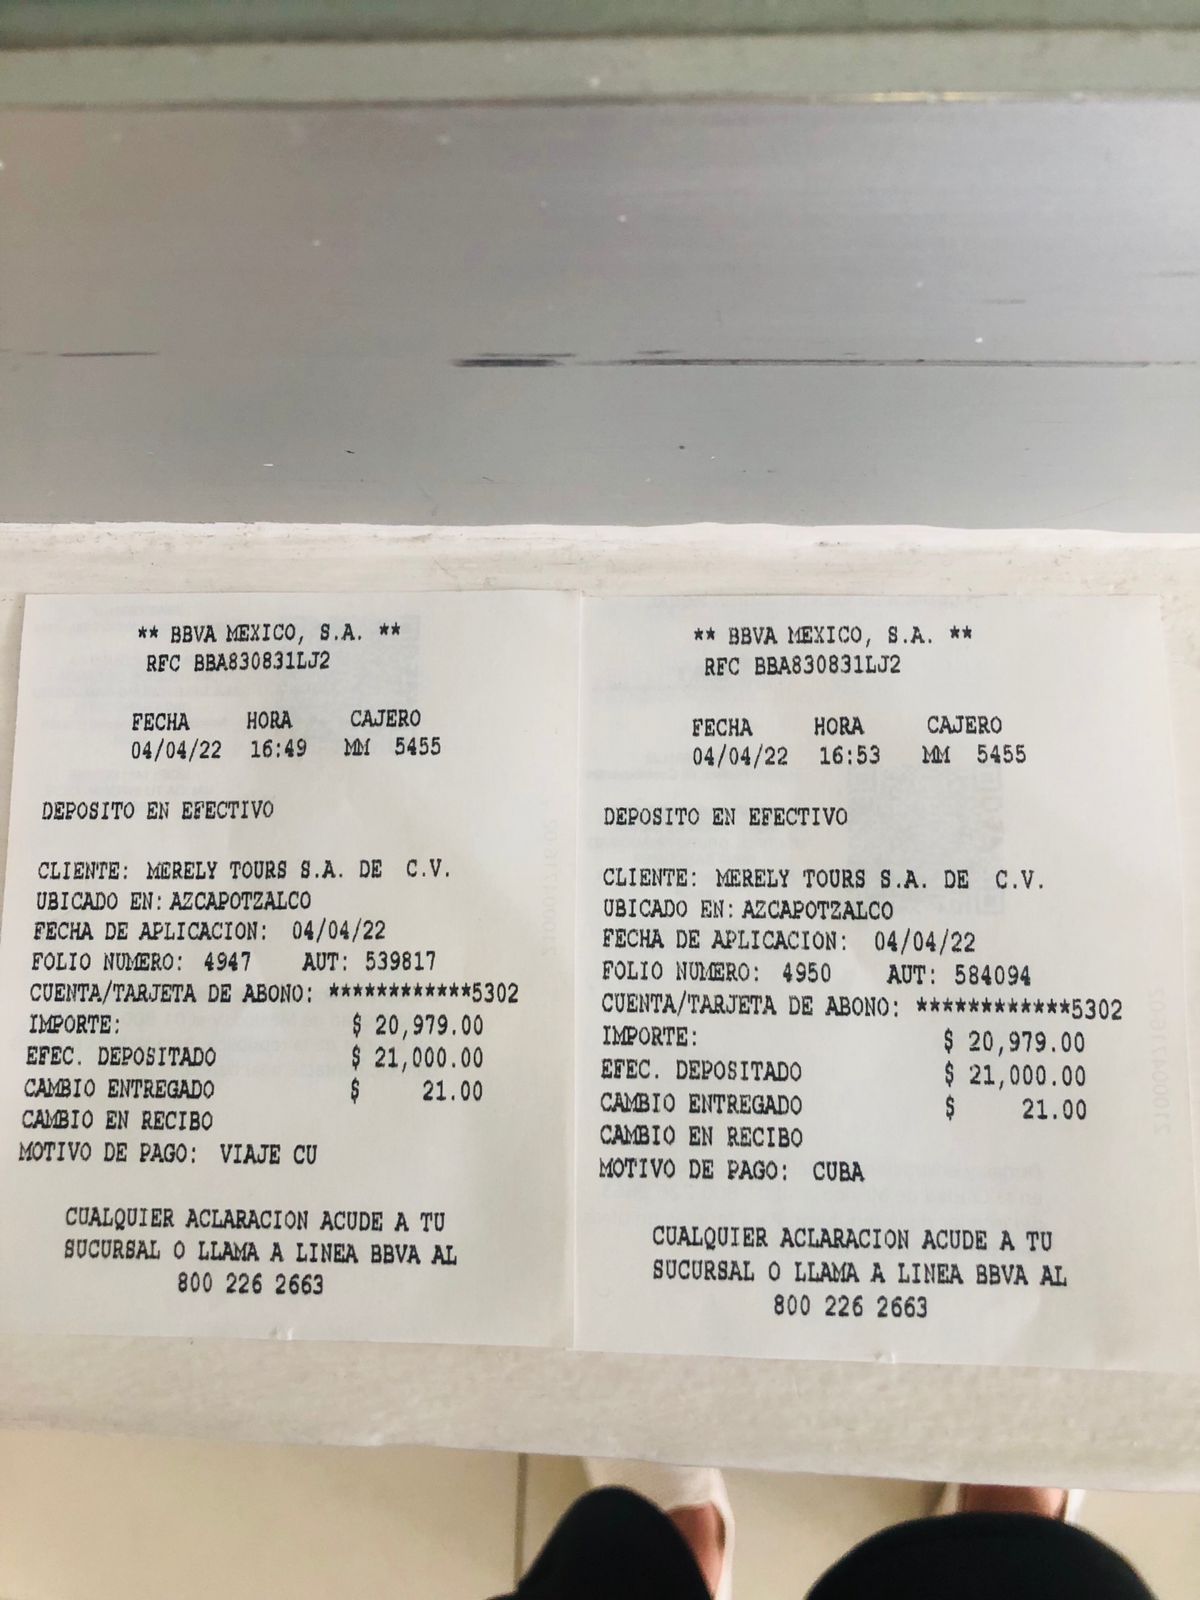 ** BBVA MEXICO, S.A. **
RFC BBA830831LJ2
FECHA HORA CAJERO
04/04/22 16:49 MM 5455
DEPOSITO EN EFECTIVO
CLIENTE: MERELY TOURS S.A. DE C.V.
UBICADO EN: AZCAPOTZALCO
FECHA DE APLICACION: 04/04/22
FOLIO NUMERO: 4947 AUT: 539817
CUENTA/TARJETA DE ABONO: ************5302
IMPORTE: $ 20,979.00
EFEC. DEPOSITADO $ 21,000.00
CAMBIO ENTREGADO $ 21.00
CAMBIO EN RECIBO
MOTIVO DE PAGO: VIAJE CU
CUALQUIER ACLARACION ACUDE A TU
SUCURSAL O LLAMA A LINEA BBVA AL
800 226 2663
** BBVA MEXICO, S.A. **
RFC BBA830831LJ2
FECHA HORA CAJERO
04/04/22 16:53 MM 5455
DEPOSITO EN EFECTIVO
CLIENTE: MERELY TOURS S.A. DE C.V.
UBICADO EN: AZCAPOTZALCO
FECHA DE APLICACION: 04/04/22
FOLIO NUMERO: 4950 AUT: 584094
CUENTA/TARJETA DE ABONO: ************5302
IMPORTE: $ 20,979.00
EFEC. DEPOSITADO $ 21,000.00
CAMBIO ENTREGADO $ 21.00
CAMBIO EN RECIBO
MOTIVO DE PAGO: CUBA
CUALQUIER ACLARACION ACUDE A TU
SUCURSAL O LLAMA A LINEA BBVA AL
800 226 2663